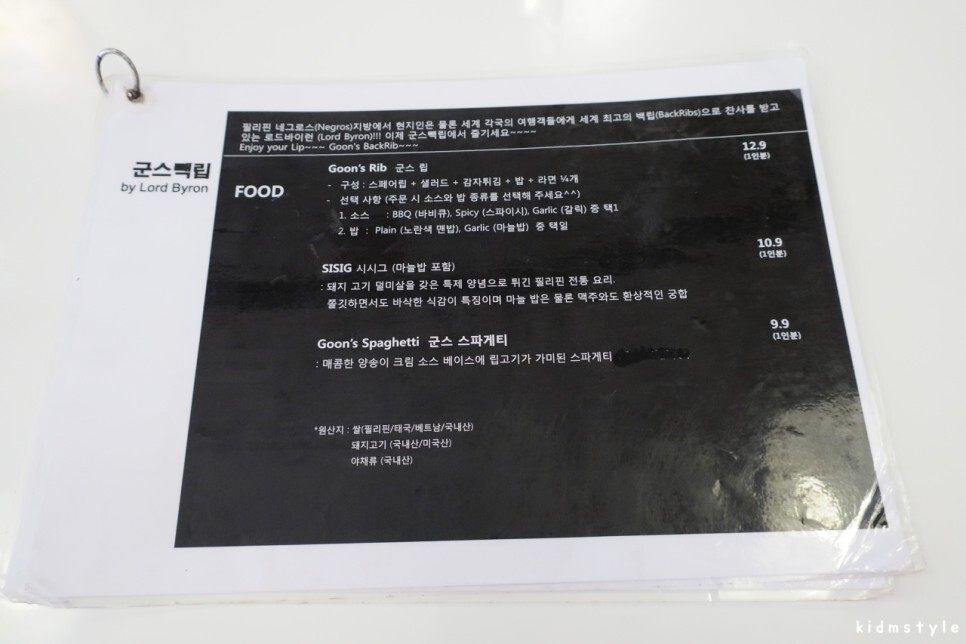 필리핀 네그로스(Negros)지방에서 현지인은 물론 세계 각국의 여행객들애게 세계 최고의 백립(BackRibs)으로 찬사를 받고
있는 로드바이런 (Lord Byron)!!! 이제 군스빽립에서 즐기세요~~~~
Enjoy your Lip~~~ Goon's BackRib~~~
군스빽립
by Lord Byron
FOOD
Goon's Rib 군스 립
12.9
(1인분)
- 구성 : 스페어립 + 샐러드 + 감자튀김 + 밥 + 라면 ¼개
- 선택 사항 (주문 시 소스와 밥 종류를 선택해 주세요^^)
1. 소스 : BBQ (바비큐), Spicy (스파이시), Garlic (갈릭) 중 택1
2. 밥 : Plain (노란색 맨밥), Garlic (마늘밥) 중 택일
SISIG 시시그 (마늘밥 포함)
10.9
(1인분)
: 돼지 고기 덜미살을 갖은 특제 양념으로 튀긴 필리핀 전통 요리.
쫄깃하면서도 바삭한 식감이 특징이며 마늘 밥은 물론 맥주와도 환상적인 궁합
Goon's Spaghetti 군스 스파게티
9.9
(1인분)
: 매콤한 양송이 크림 소스 베이스에 립고기가 가미된 스파게티
*원산지 : 쌀(필리핀/태국/베트남/국내산)
돼지고기 (국내산/미국산)
야채류 (국내산)
kidmstyle